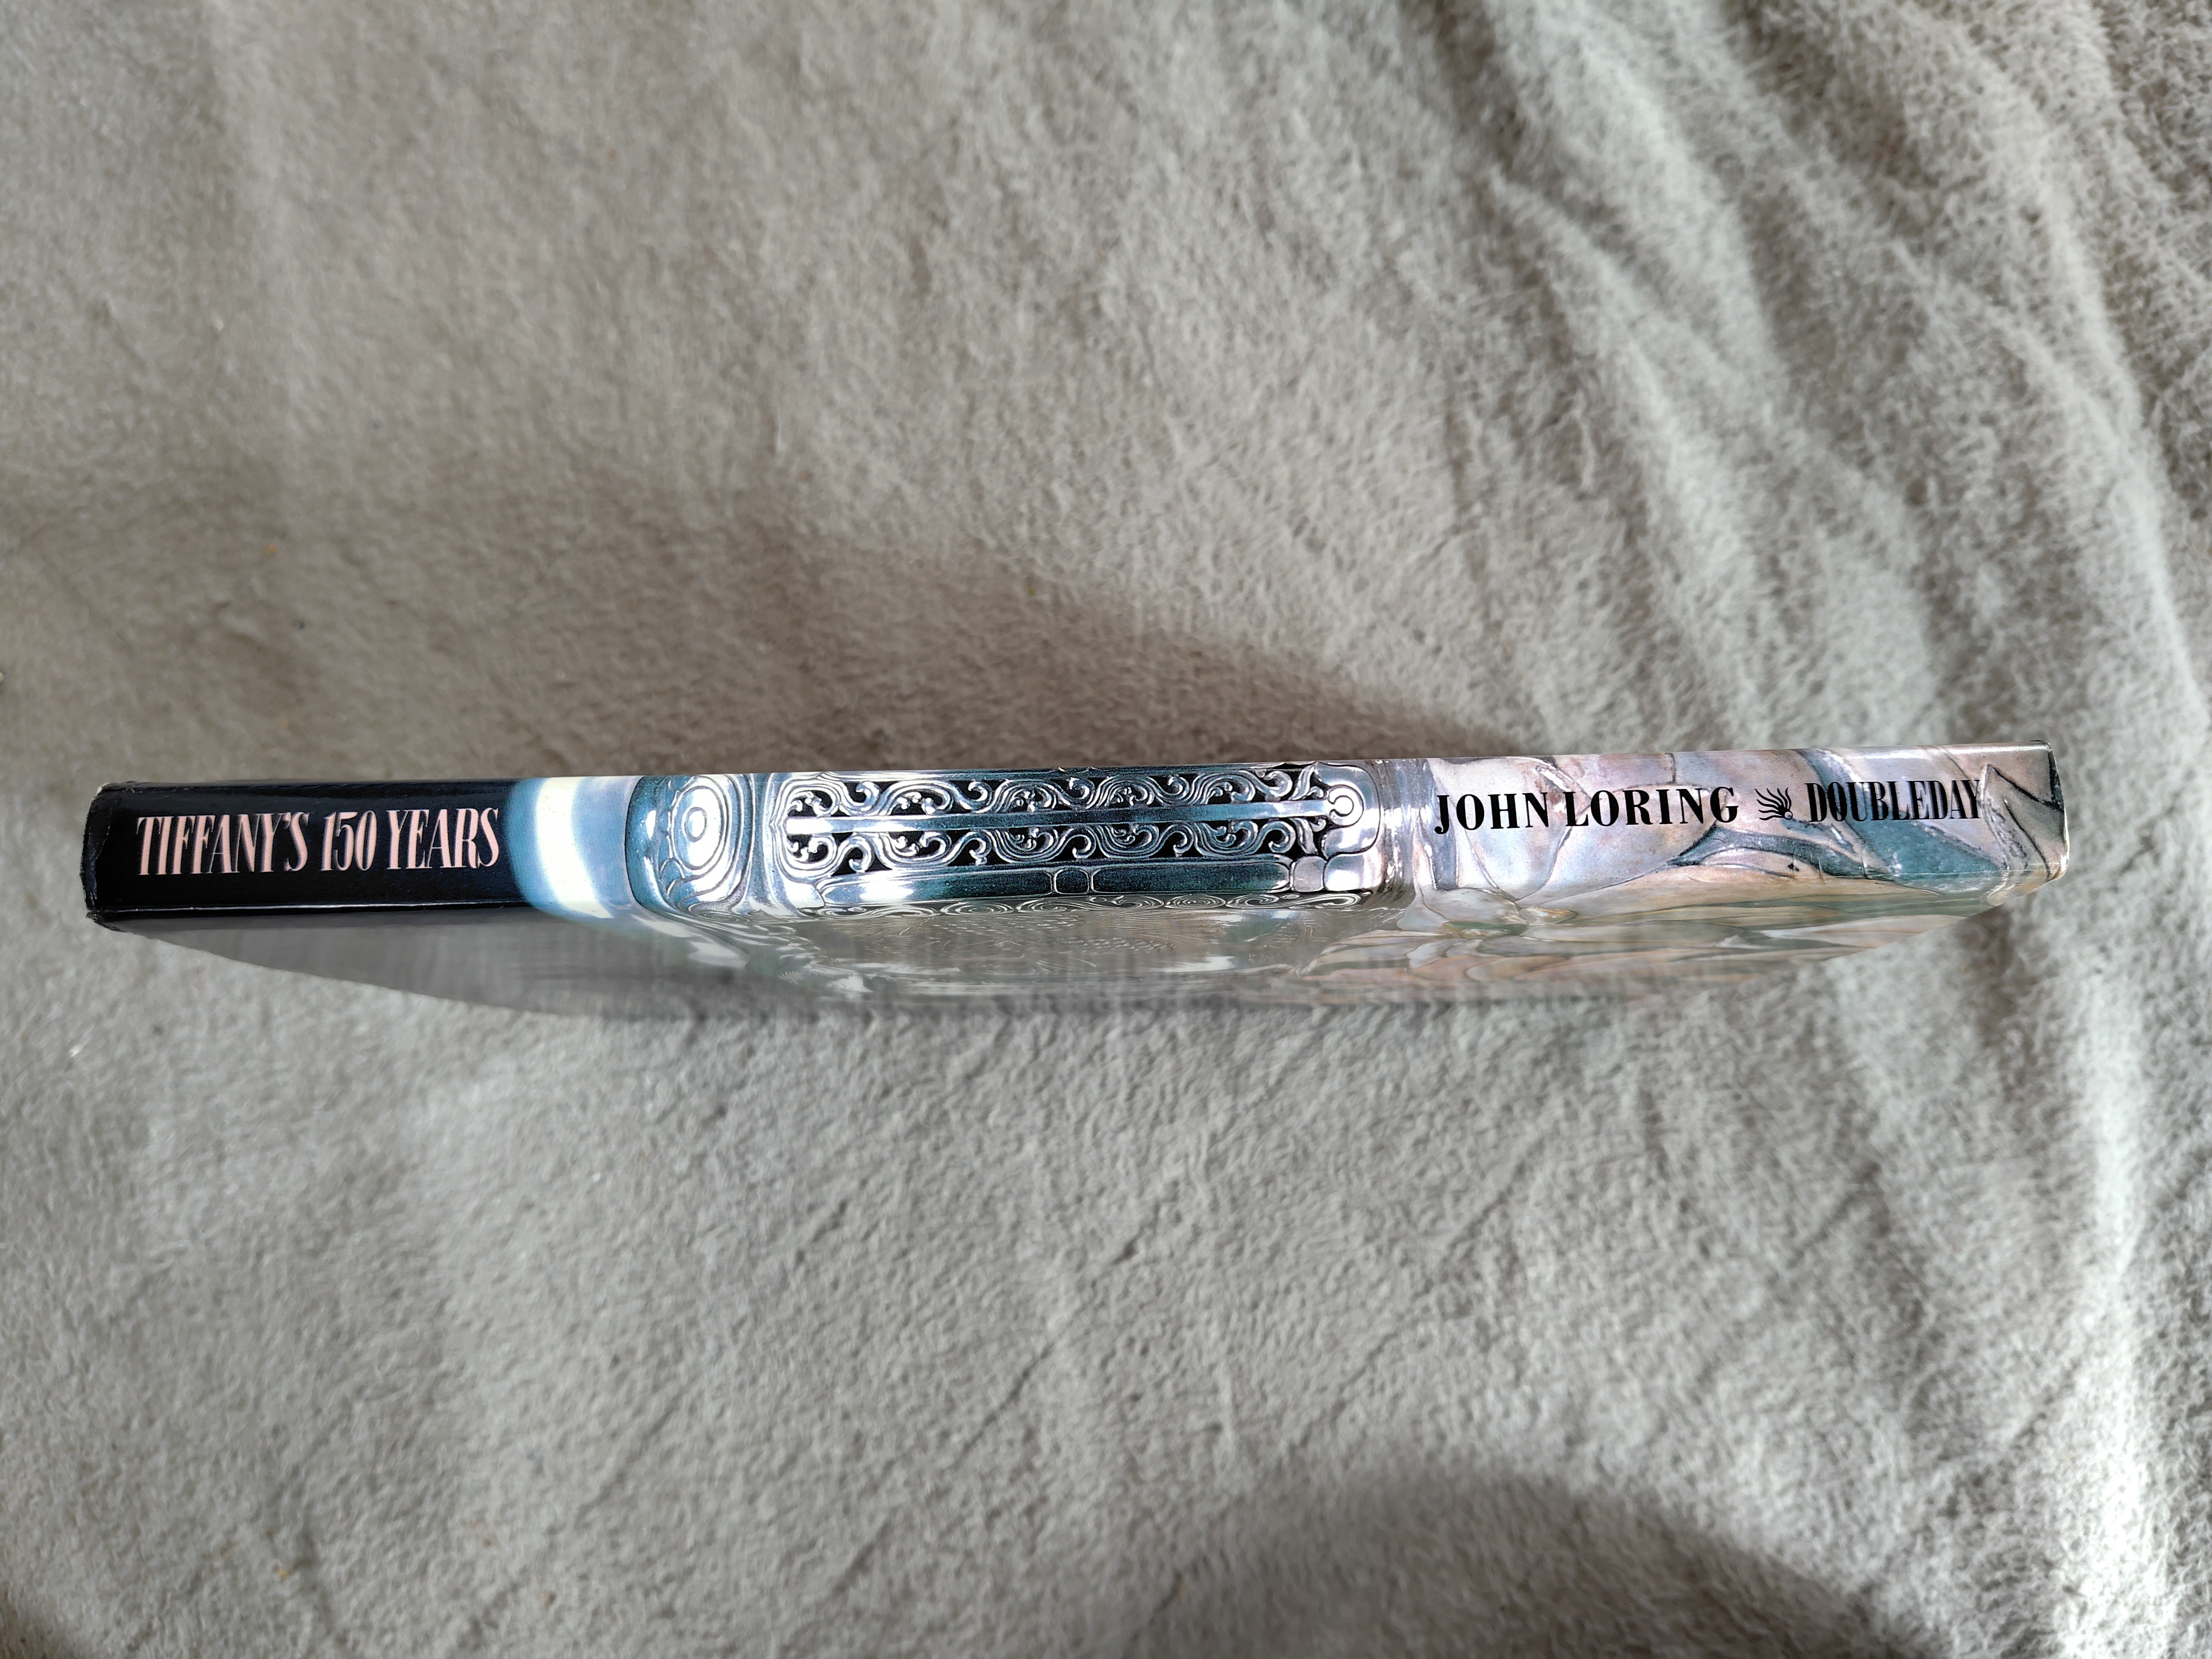 TIFFANY'S 150 YEARS
JOHN LORING DOUBLEDAY